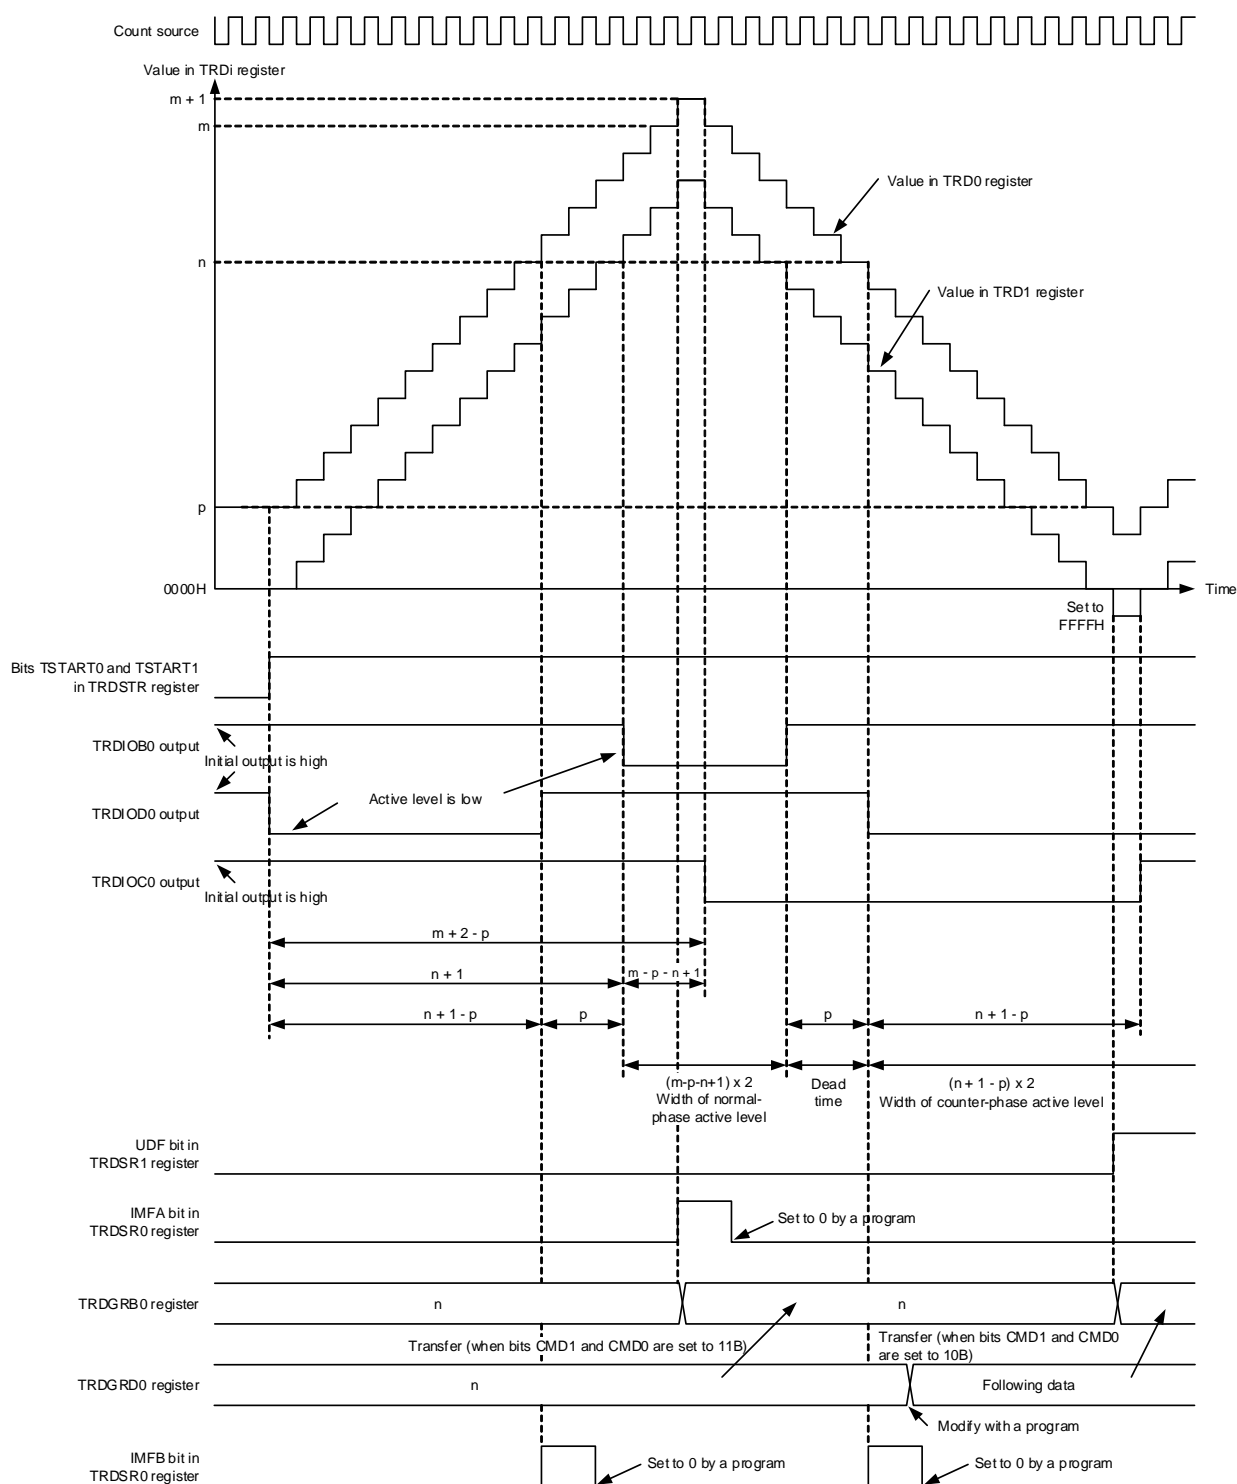 Count source
Value in TRDi register
m + 1
m
Value in TRD0 register
n
Value in TRD1 register
p
0000H
Time
Set to
FFFFH
Bits TSTART0 and TSTART1
in TRDSTR register
TRDIOB0 output
Initial output is high
Active level is low
TRDIOD0 output
TRDIOC0 output
Initial output is high
m + 2 - p
n + 1
m - p - n + 1
n + 1 - p
p
p
n + 1 - p
(m-p-n+1) x 2
Width of normal-
phase active level
Dead
time
(n + 1 - p) x 2
Width of counter-phase active level
UDF bit in
TRDSR1 register
IMFA bit in
TRDSR0 register
Set to 0 by a program
TRDGRB0 register
n
n
Transfer (when bits CMD1 and CMD0 are set to 11B)
Transfer (when bits CMD1 and CMD0
are set to 10B)
TRDGRD0 register
n
Following data
Modify with a program
IMFB bit in
TRDSR0 register
Set to 0 by a program
Set to 0 by a program